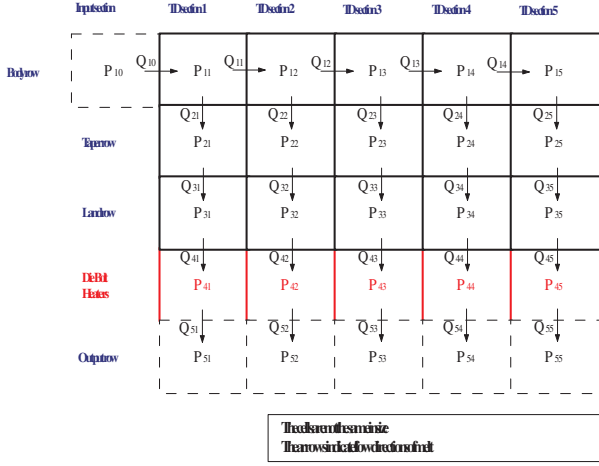 Input section TD section 1 TD section 2 TD section 3 TD section 4 TD section 5
Body row P10 Q10 P11 Q11 P12 Q12 P13 Q13 P14 Q14 P15
Q21 Q22 Q23 Q24 Q25
Taper row P21 P22 P23 P24 P25
Q31 Q32 Q33 Q34 Q35
Land row P31 P32 P33 P34 P35
Q41 Q42 Q43 Q44 Q45
Die Bolt
Heaters P41 P42 P43 P44 P45
Q51 Q52 Q53 Q54 Q55
Output row P51 P52 P53 P54 P55
The cells are not the same in size
The arrows indicate flow directions of melt